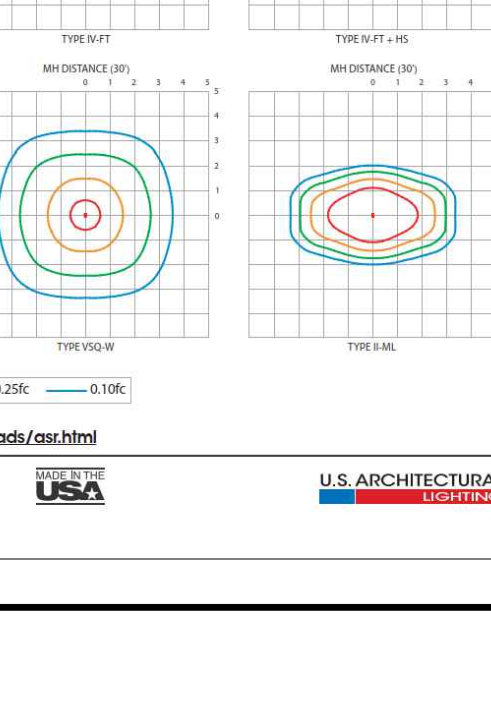 TYPE IV-FT
TYPE IV-FT + HS
MH DISTANCE (30')
0 1 2 3 4 5
5
4
3
2
1
0
TYPE VSQ-W
MH DISTANCE (30')
0 1 2 3 4
TYPE II-ML
.25fc
0.10fc
ads/asr.html
MADE IN THE
USA
U.S. ARCHITECTURA
LIGHTING